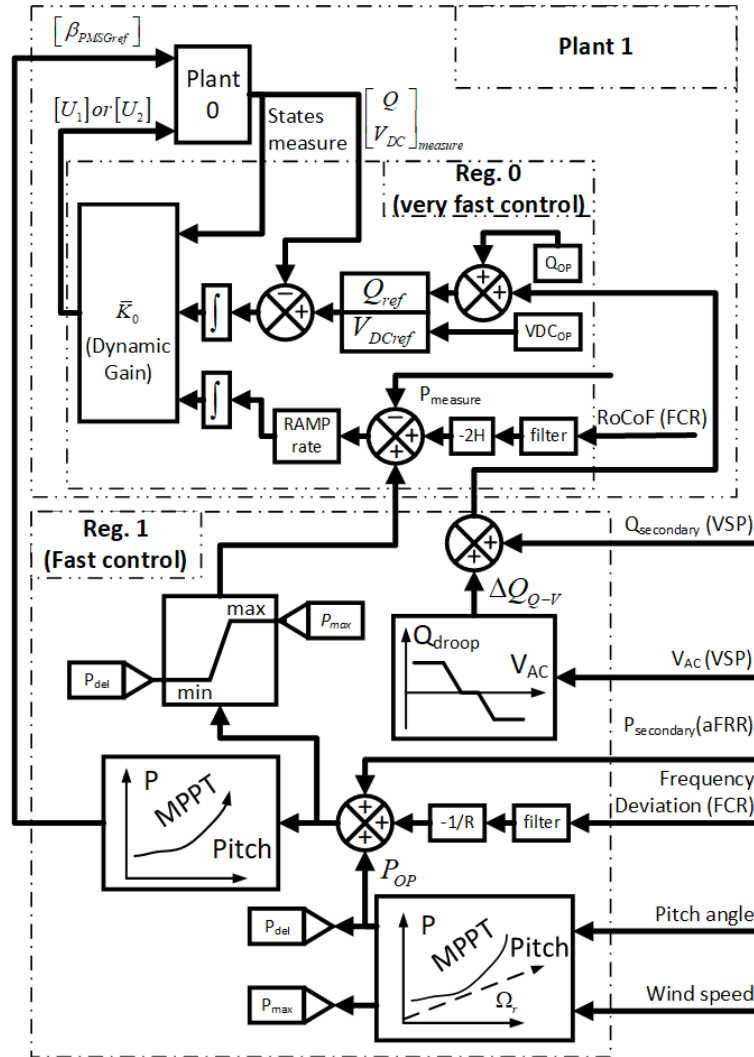 [β_PMSGref]
Plant 1
Plant
0
[U_1] or [U_2]
States
measure
[Q
V_DC]_measure
Reg. 0
(very fast control)
Q_OP
+
+
−
+
∫
Q_ref
V_DCref
VDC_OP
K̄_0
(Dynamic
Gain)
∫
P_measure
RAMP
rate
−
+
+
-2H
filter
RoCoF (FCR)
Reg. 1
(Fast control)
+
+
Q_secondary (VSP)
ΔQ_Q−V
max
P_max
P_del
min
Q_droop
V_AC
V_AC (VSP)
P_secondary(aFRR)
P
MPPT
Pitch
+
+
+
+
-1/R
filter
Frequency
Deviation (FCR)
P_OP
P_del
P
MPPT
Pitch
Ω_r
Pitch angle
P_max
Wind speed